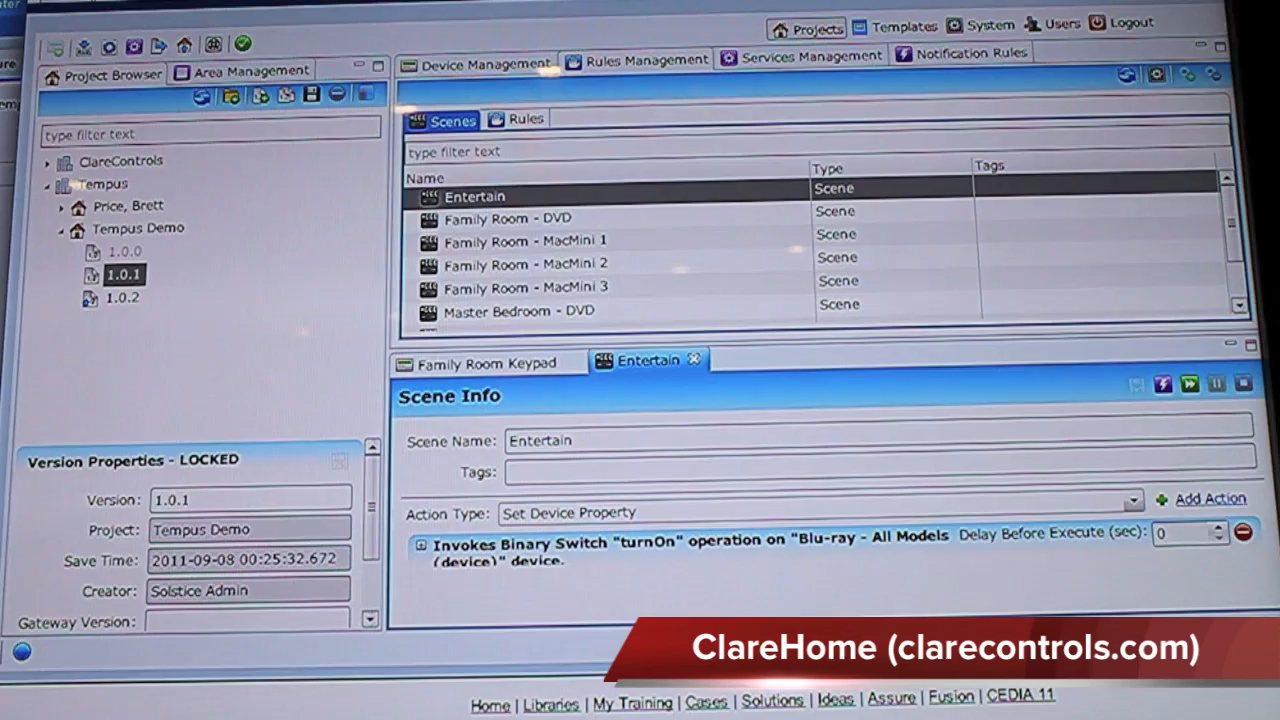 Projects Templates System Users Logout
Project Browser Area Management
Device Management Rules Management Services Management Notification Rules
type filter text
ClareControls
Tempus
Price, Brett
Tempus Demo
1.0.0
1.0.1
1.0.2
Scenes Rules
type filter text
Name Type Tags
Entertain Scene
Family Room - DVD Scene
Family Room - MacMini 1 Scene
Family Room - MacMini 2 Scene
Family Room - MacMini 3 Scene
Master Bedroom - DVD Scene
Version Properties - LOCKED
Version: 1.0.1
Project: Tempus Demo
Save Time: 2011-09-08 00:25:32.672
Creator: Solstice Admin
Gateway Version:
Family Room Keypad Entertain
Scene Info
Scene Name: Entertain
Tags:
Action Type: Set Device Property Add Action
Invokes Binary Switch "turnOn" operation on "Blu-ray - All Models Delay Before Execute (sec): 0
(device)" device.
ClareHome (clarecontrols.com)
Home | Libraries | My Training | Cases | Solutions | Ideas | Assure | Fusion | CEDIA 11